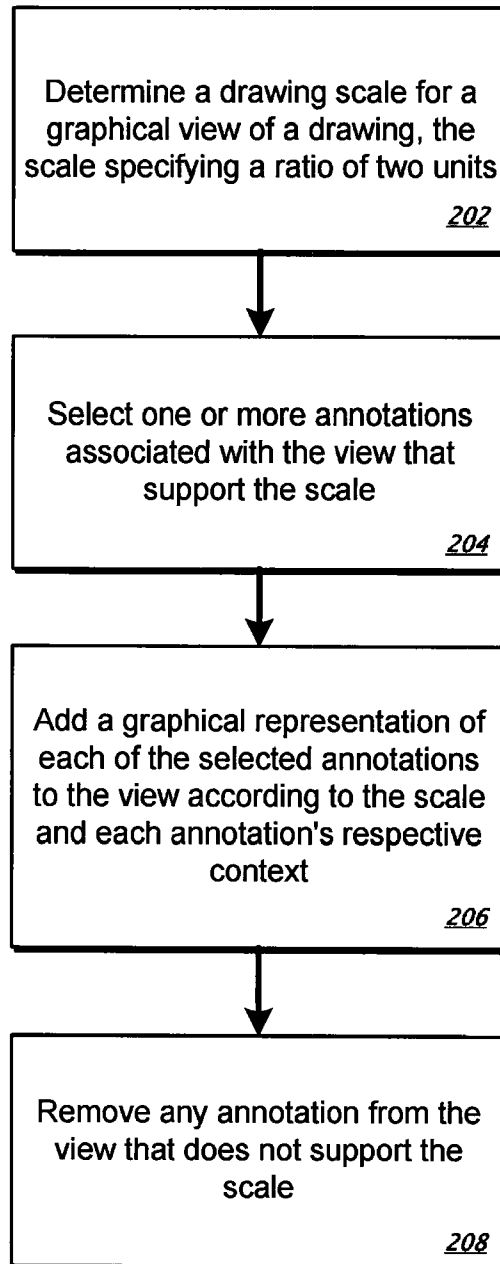 Determine a drawing scale for a
graphical view of a drawing, the
scale specifying a ratio of two units
202
Select one or more annotations
associated with the view that
support the scale
204
Add a graphical representation of
each of the selected annotations
to the view according to the scale
and each annotation's respective
context
206
Remove any annotation from the
view that does not support the
scale
208